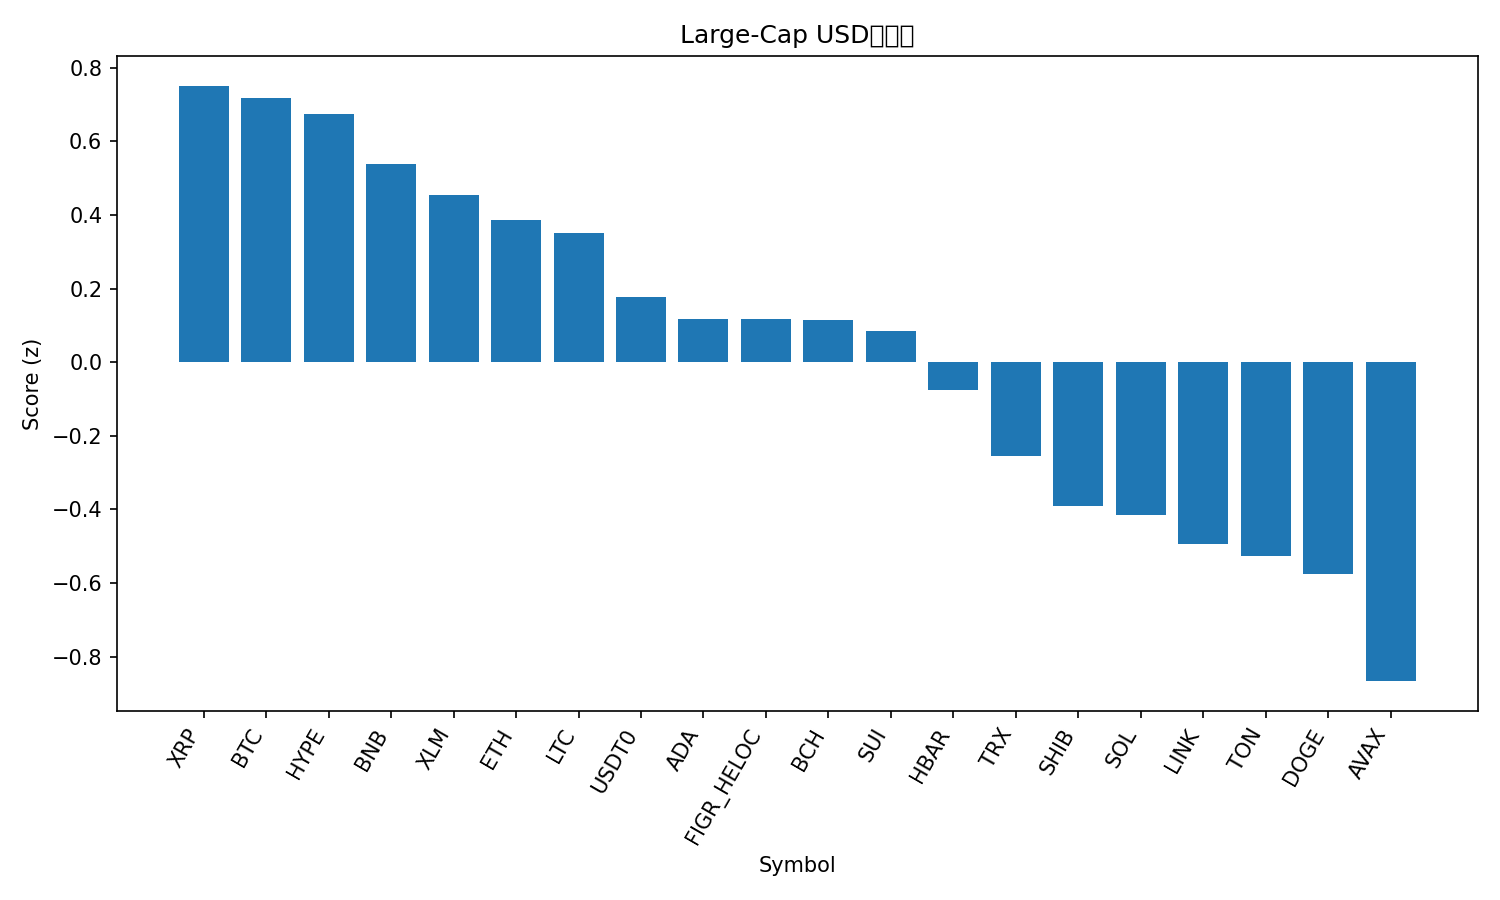 Large-Cap USD
0.8
0.6
0.4
0.2
0.0
−0.2
−0.4
−0.6
−0.8
Score (z)
XRP
BTC
HYPE
BNB
XLM
ETH
LTC
USDT0
ADA
FIGR_HELOC
BCH
SUI
HBAR
TRX
SHIB
SOL
LINK
TON
DOGE
AVAX
Symbol